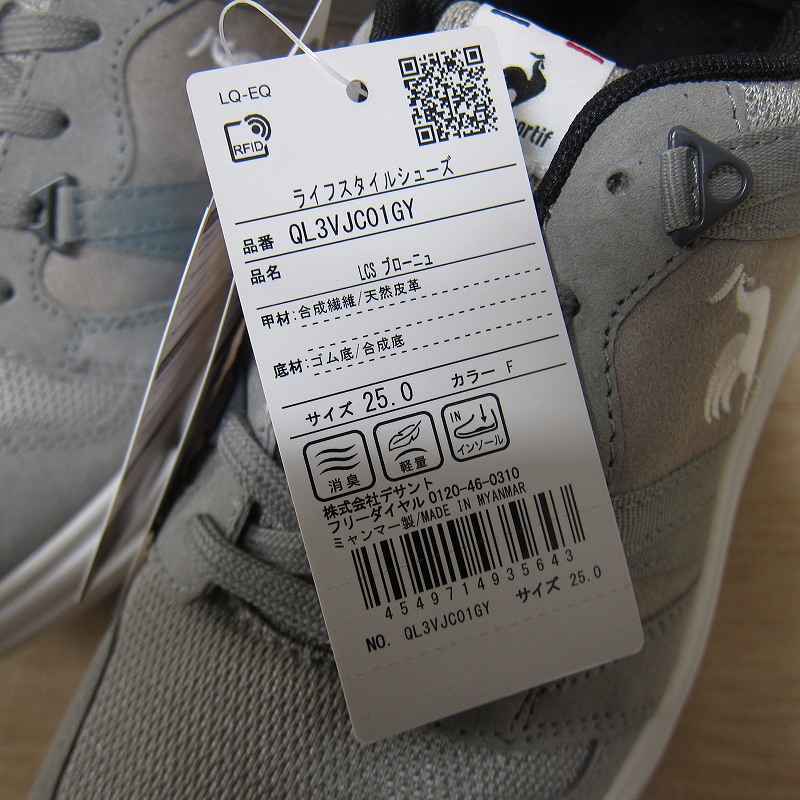 LQ-EQ
RFID
ortif
ライフスタイルシューズ
品番 QL3VJC01GY
品名 LCS ブローニュ
甲材:合成繊維/天然皮革
底材:ゴム底/合成底
サイズ 25.0 カラー F
消臭
軽量
IN
インソール
株式会社デサント
フリーダイヤル 0120-46-0310
ミャンマー製/MADE IN MYANMAR
4549714935643
NO. QL3VJC01GY サイズ 25.0